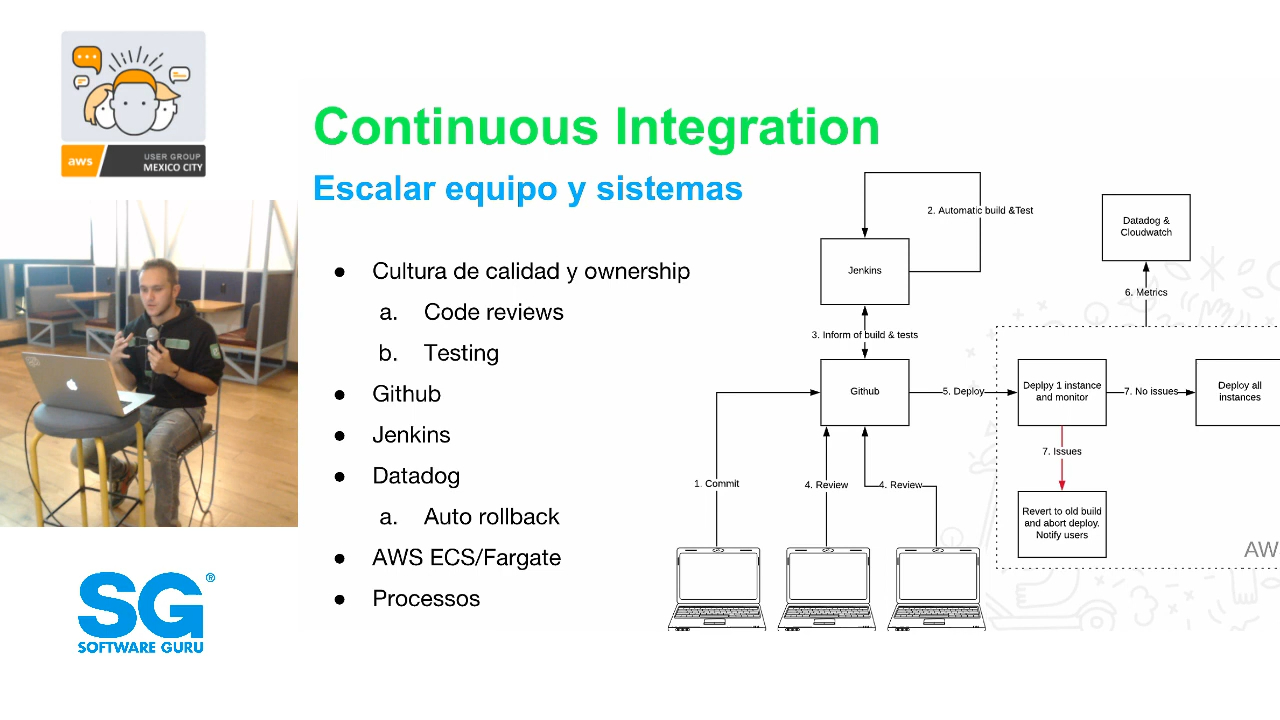 aws
USER GROUP
MEXICO CITY
SG®
SOFTWARE GURU
Continuous Integration
Escalar equipo y sistemas
● Cultura de calidad y ownership
a. Code reviews
b. Testing
● Github
● Jenkins
● Datadog
a. Auto rollback
● AWS ECS/Fargate
● Processos
2. Automatic build &Test
Jenkins
3. Inform of build & tests
Github
1. Commit
4. Review
4. Review
5. Deploy
Datadog &
Cloudwatch
6. Metrics
Deplpy 1 instance
and monitor
7. No issues
Deploy all
instances
7. Issues
Revert to old build
and abort deploy.
Notify users
AW